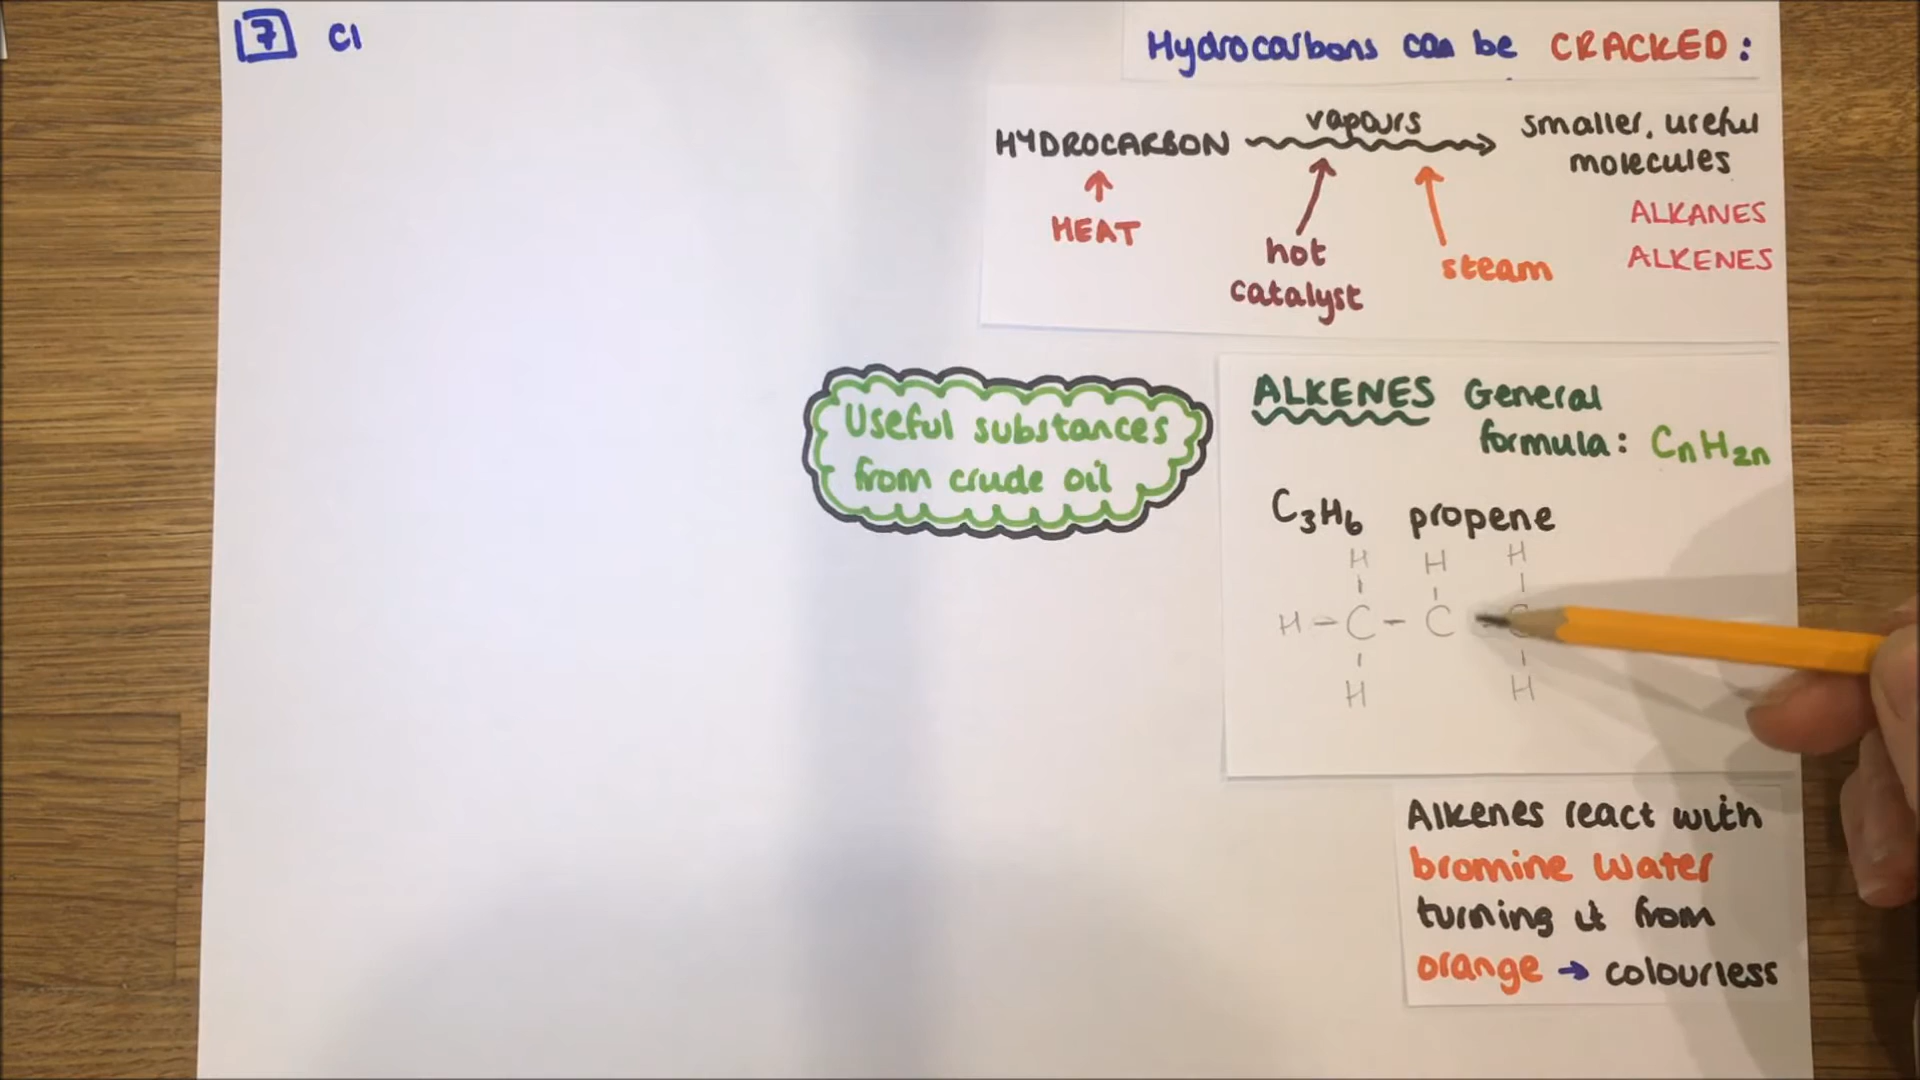 7 C1
Hydrocarbons can be CRACKED:
HYDROCARBON
vapours
smaller, useful
molecules
HEAT
hot
catalyst
steam
ALKANES
ALKENES
Useful substances
from crude oil
ALKENES General
formula: CnH2n
C3H6 propene
H H H
H - C - C C
H H
Alkenes react with
bromine water
turning it from
orange → colourless